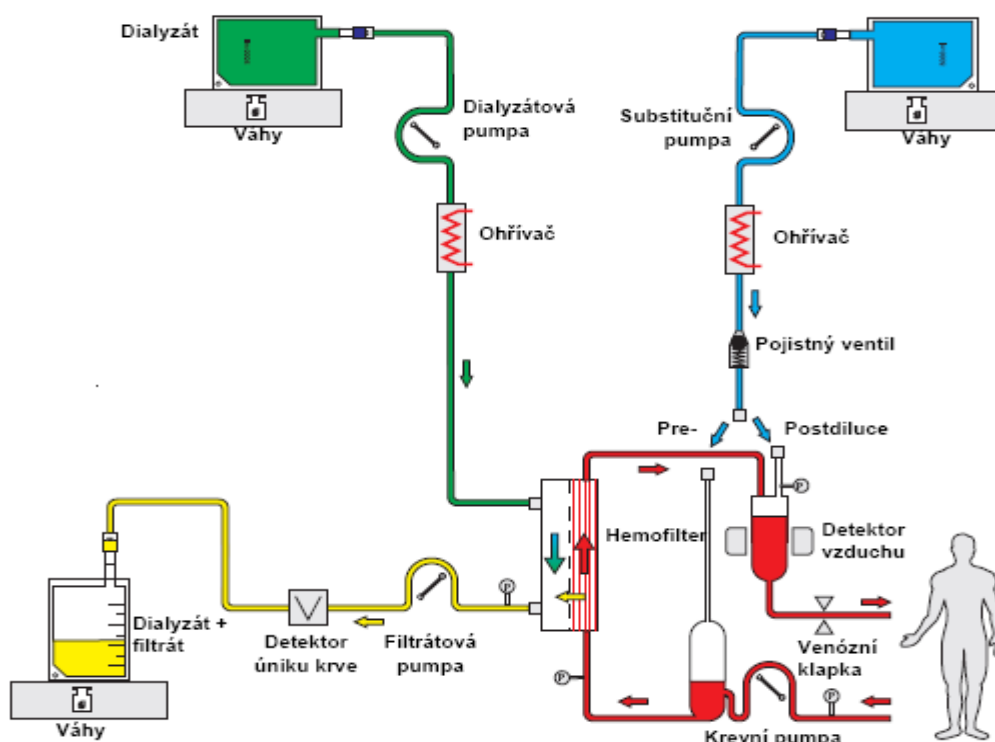 Dialyzát
Váhy
Dialyzátová
pumpa
Ohřívač
Substituční
pumpa
Váhy
Ohřívač
Pojistný ventil
Pre-
Postdiluce
P
Hemofilter
Detektor
vzduchu
Dialyzát +
filtrát
Váhy
Detektor
úniku krve
Filtrátová
pumpa
P
P
Venózní
klapka
P
Krevní pumpa